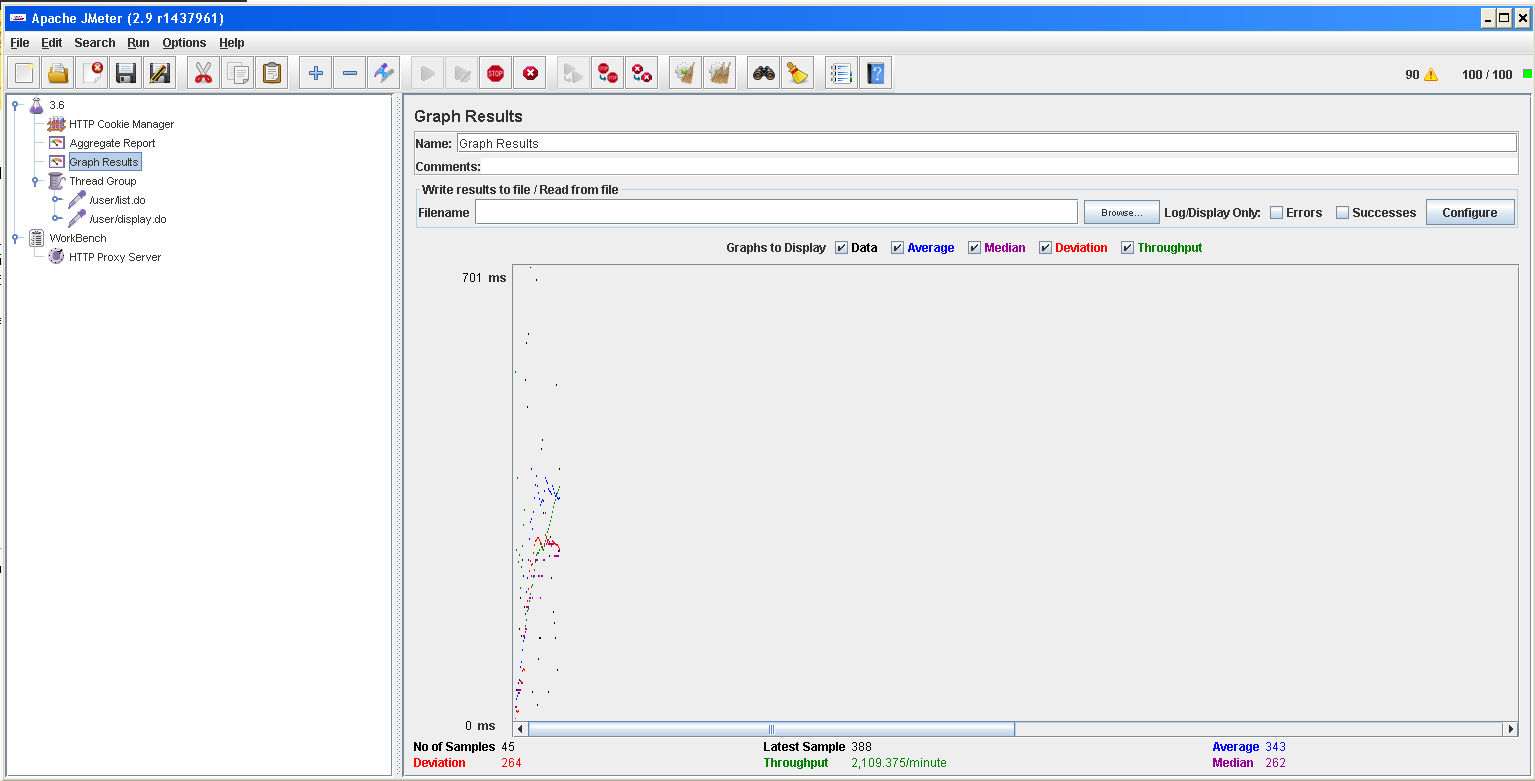 Apache JMeter (2.9 r1437961)
File Edit Search Run Options Help
STOP
90 100 / 100
3.6
HTTP Cookie Manager
Aggregate Report
Graph Results
Thread Group
/user/list.do
/user/display.do
WorkBench
HTTP Proxy Server
Graph Results
Name: Graph Results
Comments:
Write results to file / Read from file
Filename Browse... Log/Display Only: Errors Successes Configure
Graphs to Display Data Average Median Deviation Throughput
701 ms
0 ms
No of Samples 45 Latest Sample 388 Average 343
Deviation 264 Throughput 2,109.375/minute Median 262